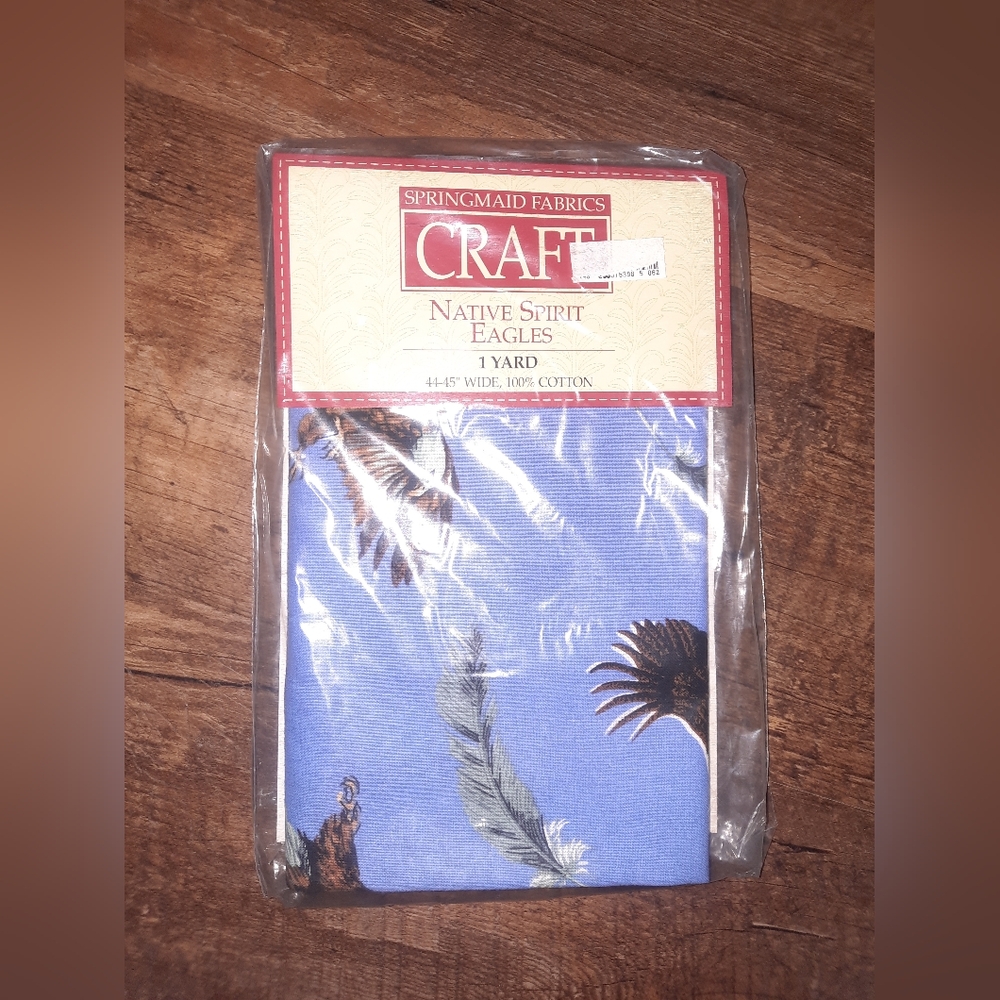 SPRINGMAID FABRICS
CRAFT
NATIVE SPIRIT
EAGLES
1 YARD
44-45" WIDE, 100% COTTON